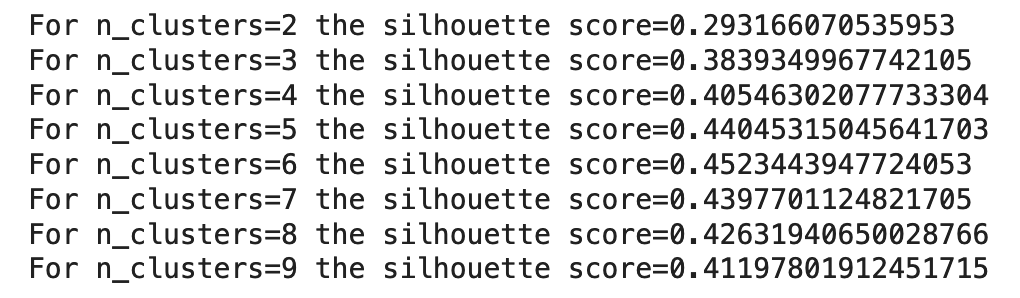 For n_clusters=2 the silhouette score=0.293166070535953
For n_clusters=3 the silhouette score=0.3839349967742105
For n_clusters=4 the silhouette score=0.40546302077733304
For n_clusters=5 the silhouette score=0.44045315045641703
For n_clusters=6 the silhouette score=0.4523443947724053
For n_clusters=7 the silhouette score=0.4397701124821705
For n_clusters=8 the silhouette score=0.42631940650028766
For n_clusters=9 the silhouette score=0.41197801912451715